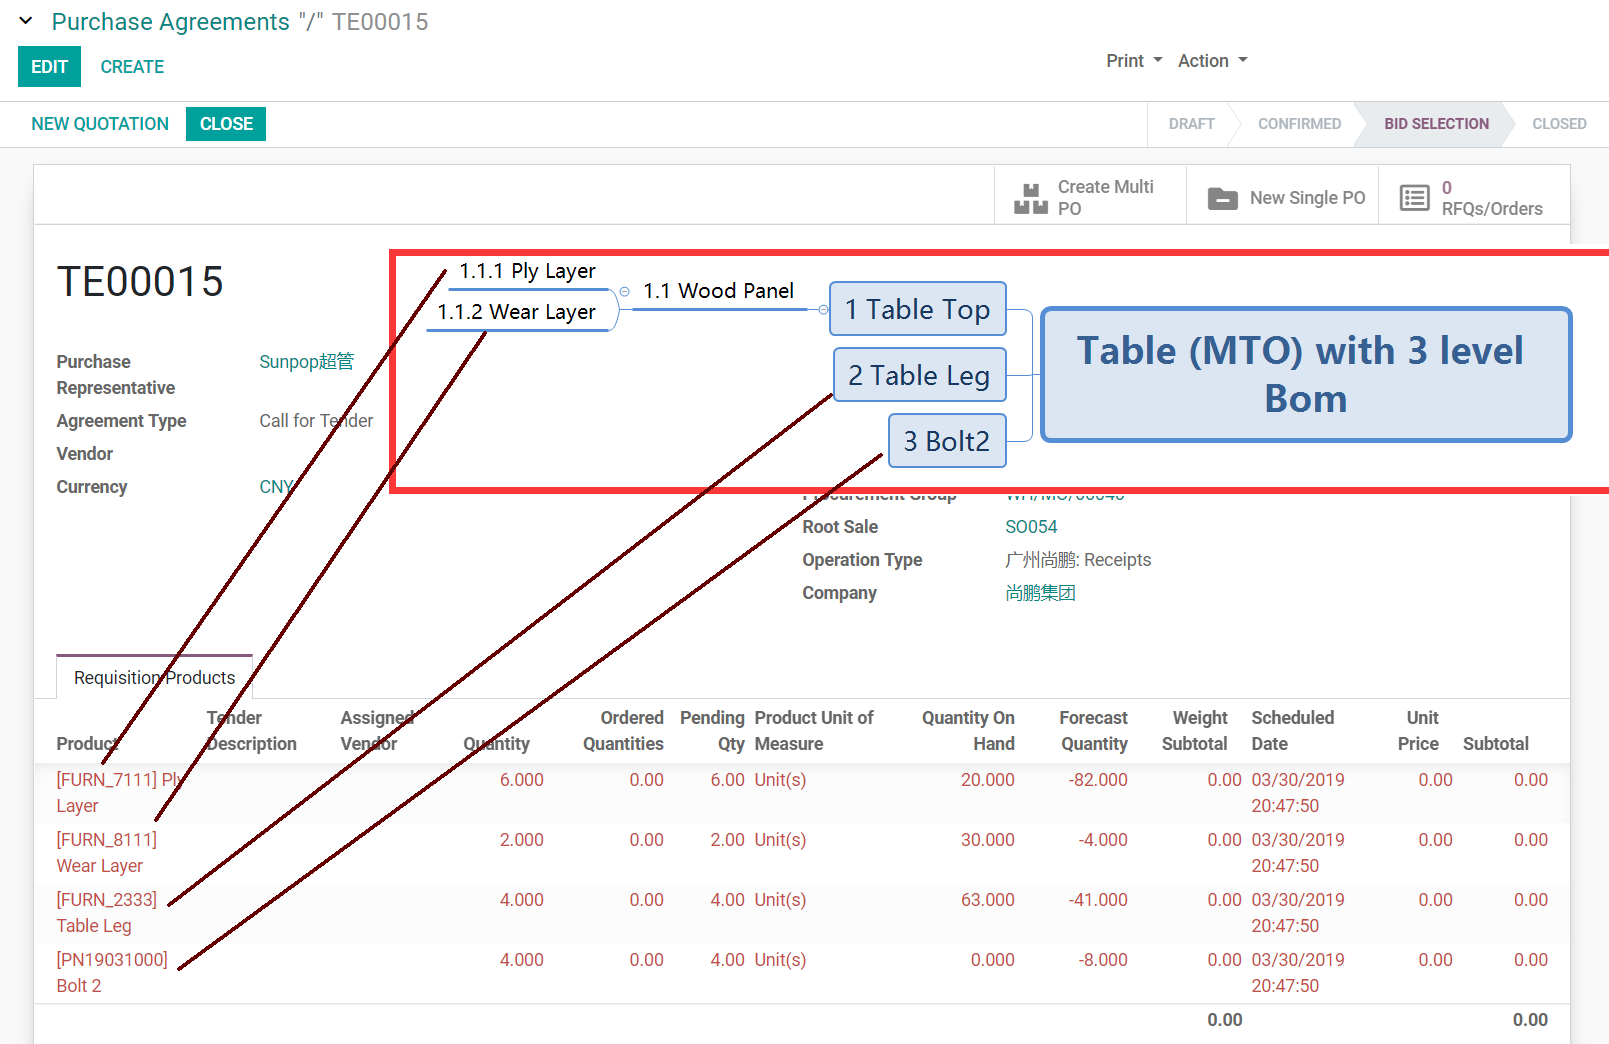 Purchase Agreements "/" TE00015
EDIT CREATE Print Action
NEW QUOTATION CLOSE DRAFT CONFIRMED BID SELECTION CLOSED
Create Multi
PO
New Single PO
0
RFQs/Orders
TE00015
1.1.1 Ply Layer
1.1.2 Wear Layer
1.1 Wood Panel
1 Table Top
2 Table Leg
3 Bolt2
Table (MTO) with 3 level
Bom
Purchase
Representative
Sunpop超管
Agreement Type Call for Tender
Vendor
Currency CNY
Procurement Group
Root Sale SO054
Operation Type 广州尚鹏: Receipts
Company 尚鹏集团
Requisition Products
Product
Tender
Description
Assigned
Vendor
Quantity
Ordered
Quantities
Pending
Qty
Product Unit of
Measure
Quantity On
Hand
Forecast
Quantity
Weight
Subtotal
Scheduled
Date
Unit
Price
Subtotal
[FURN_7111] Ply 6.000 0.00 6.00 Unit(s) 20.000 -82.000 0.00 03/30/2019 0.00 0.00
Layer 20:47:50
[FURN_8111] 2.000 0.00 2.00 Unit(s) 30.000 -4.000 0.00 03/30/2019 0.00 0.00
Wear Layer 20:47:50
[FURN_2333] 4.000 0.00 4.00 Unit(s) 63.000 -41.000 0.00 03/30/2019 0.00 0.00
Table Leg 20:47:50
[PN19031000] 4.000 0.00 4.00 Unit(s) 0.000 -8.000 0.00 03/30/2019 0.00 0.00
Bolt 2 20:47:50
0.00 0.00